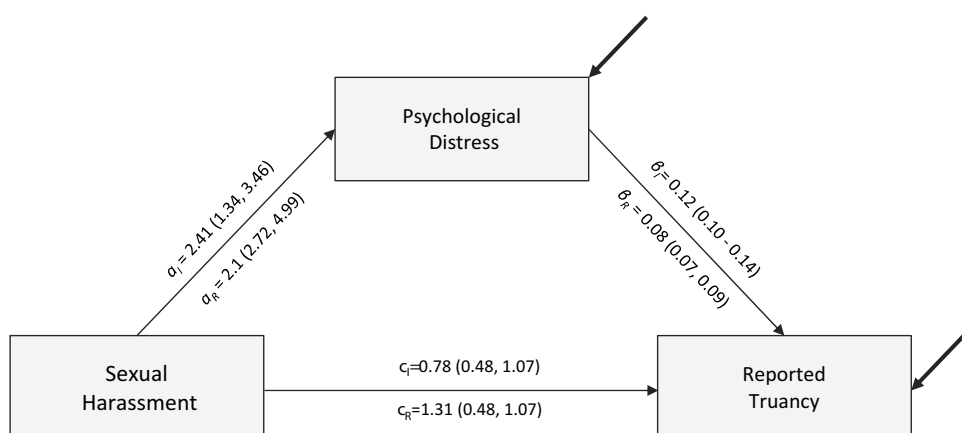 Psychological
Distress
α_I = 2.41 (1.34, 3.46)
α_R = 2.1 (2.72, 4.99)
β_I= 0.12 (0.10 - 0.14)
β_R = 0.08 (0.07, 0.09)
Sexual
Harassment
c_I=0.78 (0.48, 1.07)
c_R=1.31 (0.48, 1.07)
Reported
Truancy